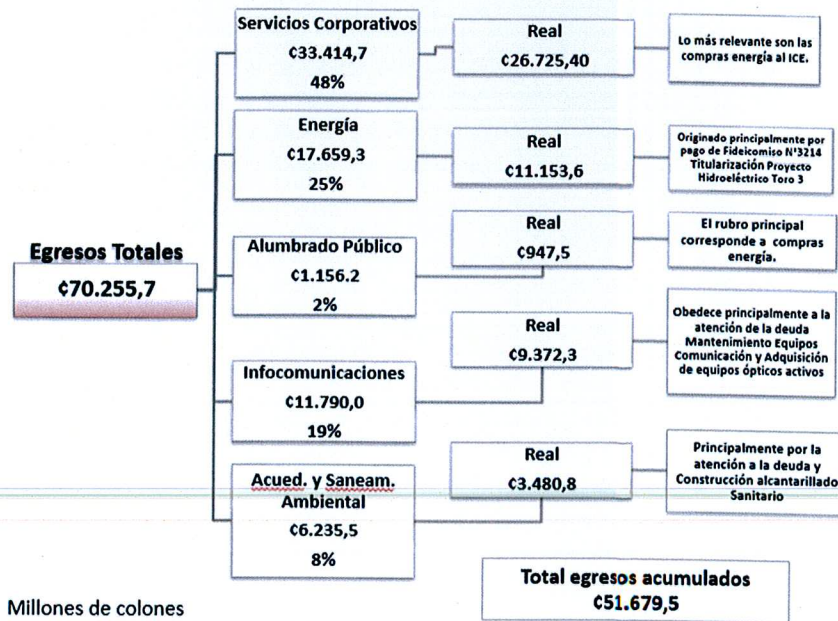 Egresos Totales
¢70.255,7
Servicios Corporativos
¢33.414,7
48%
Real
¢26.725,40
Lo más relevante son las
compras energía al ICE.
Energía
¢17.659,3
25%
Real
¢11.153,6
Originado principalmente por
pago de Fideicomiso N°3214
Titularización Proyecto
Hidroeléctrico Toro 3
Alumbrado Público
¢1.156.2
2%
Real
¢947,5
El rubro principal
corresponde a compras
energía.
Infocomunicaciones
¢11.790,0
19%
Real
¢9.372,3
Obedece principalmente a la
atención de la deuda
Mantenimiento Equipos
Comunicación y Adquisición
de equipos ópticos activos
Acued. y Saneam.
Ambiental
¢6.235,5
8%
Real
¢3.480,8
Principalmente por la
atención a la deuda y
Construcción alcantarillado
Sanitario
Total egresos acumulados
¢51.679,5
Millones de colones